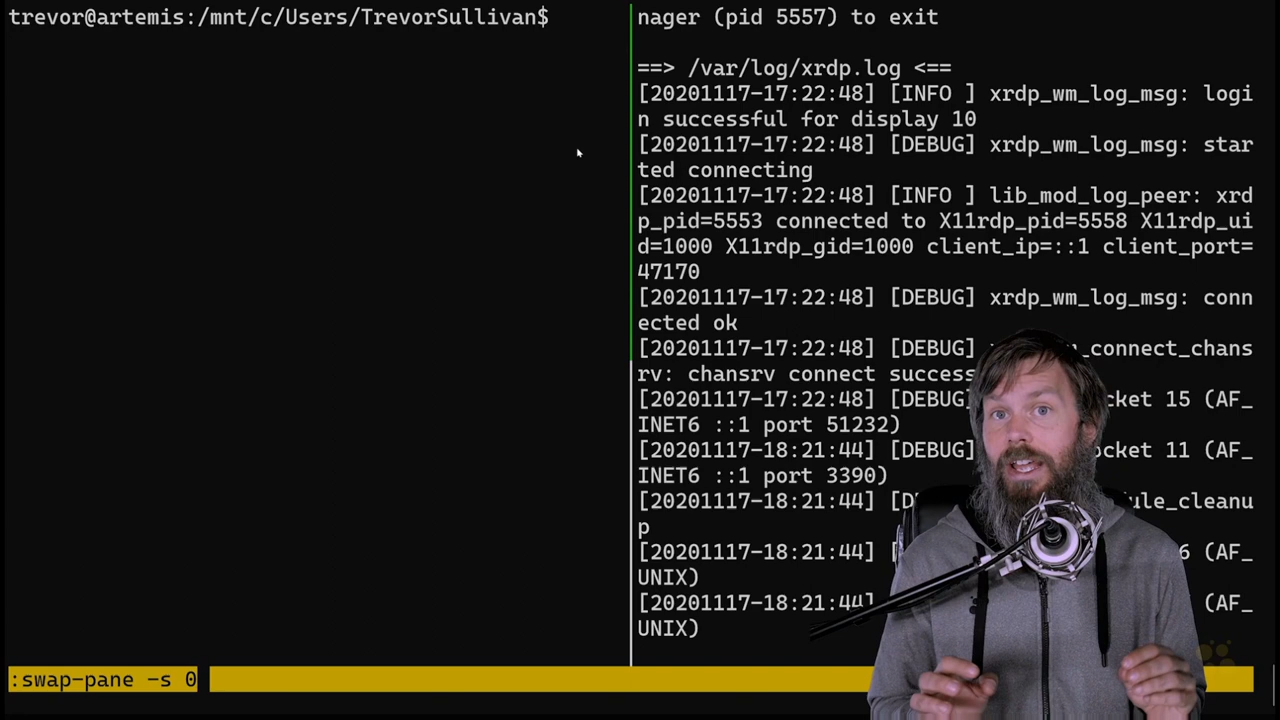 trevor@artemis:/mnt/c/Users/TrevorSullivan$
nager (pid 5557) to exit
==> /var/log/xrdp.log <==
[20201117-17:22:48] [INFO ] xrdp_wm_log_msg: logi
n successful for display 10
[20201117-17:22:48] [DEBUG] xrdp_wm_log_msg: star
ted connecting
[20201117-17:22:48] [INFO ] lib_mod_log_peer: xrd
p_pid=5553 connected to X11rdp_pid=5558 X11rdp_ui
d=1000 X11rdp_gid=1000 client_ip=::1 client_port=
47170
[20201117-17:22:48] [DEBUG] xrdp_wm_log_msg: conn
ected ok
[20201117-17:22:48] [DEBUG] _connect_chans
rv: chansrv connect success
[20201117-17:22:48] [DEBUG] cket 15 (AF_
INET6 ::1 port 51232)
[20201117-18:21:44] [DEBUG] ocket 11 (AF_
INET6 ::1 port 3390)
[20201117-18:21:44] [D ule_cleanu
p
[20201117-18:21:44] [ 6 (AF_
UNIX)
[20201117-18:21:44] (AF_
UNIX)
:swap-pane -s 0